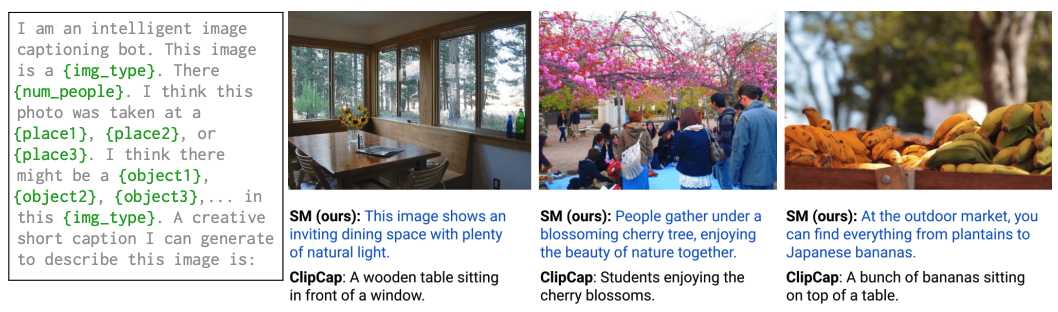 I am an intelligent image
captioning bot. This image
is a {img_type}. There
{num_people}. I think this
photo was taken at a
{place1}, {place2}, or
{place3}. I think there
might be a {object1},
{object2}, {object3},... in
this {img_type}. A creative
short caption I can generate
to describe this image is:
SM (ours): This image shows an
inviting dining space with plenty
of natural light.
ClipCap: A wooden table sitting
in front of a window.
SM (ours): People gather under a
blossoming cherry tree, enjoying
the beauty of nature together.
ClipCap: Students enjoying the
cherry blossoms.
SM (ours): At the outdoor market, you
can find everything from plantains to
Japanese bananas.
ClipCap: A bunch of bananas sitting
on top of a table.